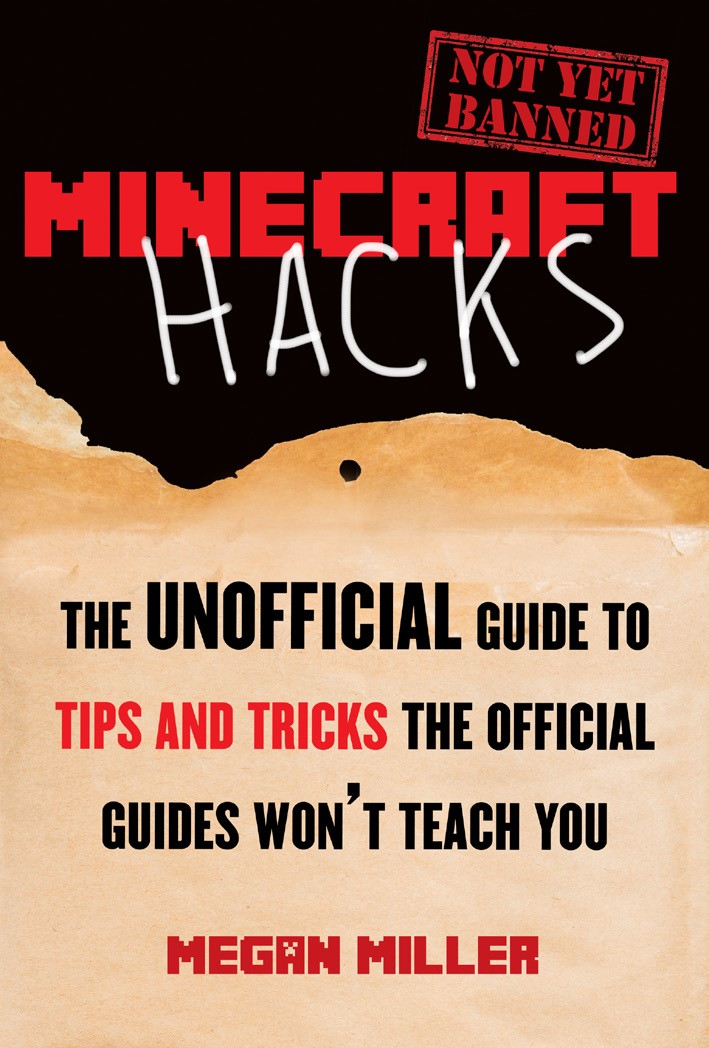 NOT YET
BANNED
MINECRAFT
HACKS
THE UNOFFICIAL GUIDE TO
TIPS AND TRICKS THE OFFICIAL
GUIDES WON'T TEACH YOU
MEGAN MILLER